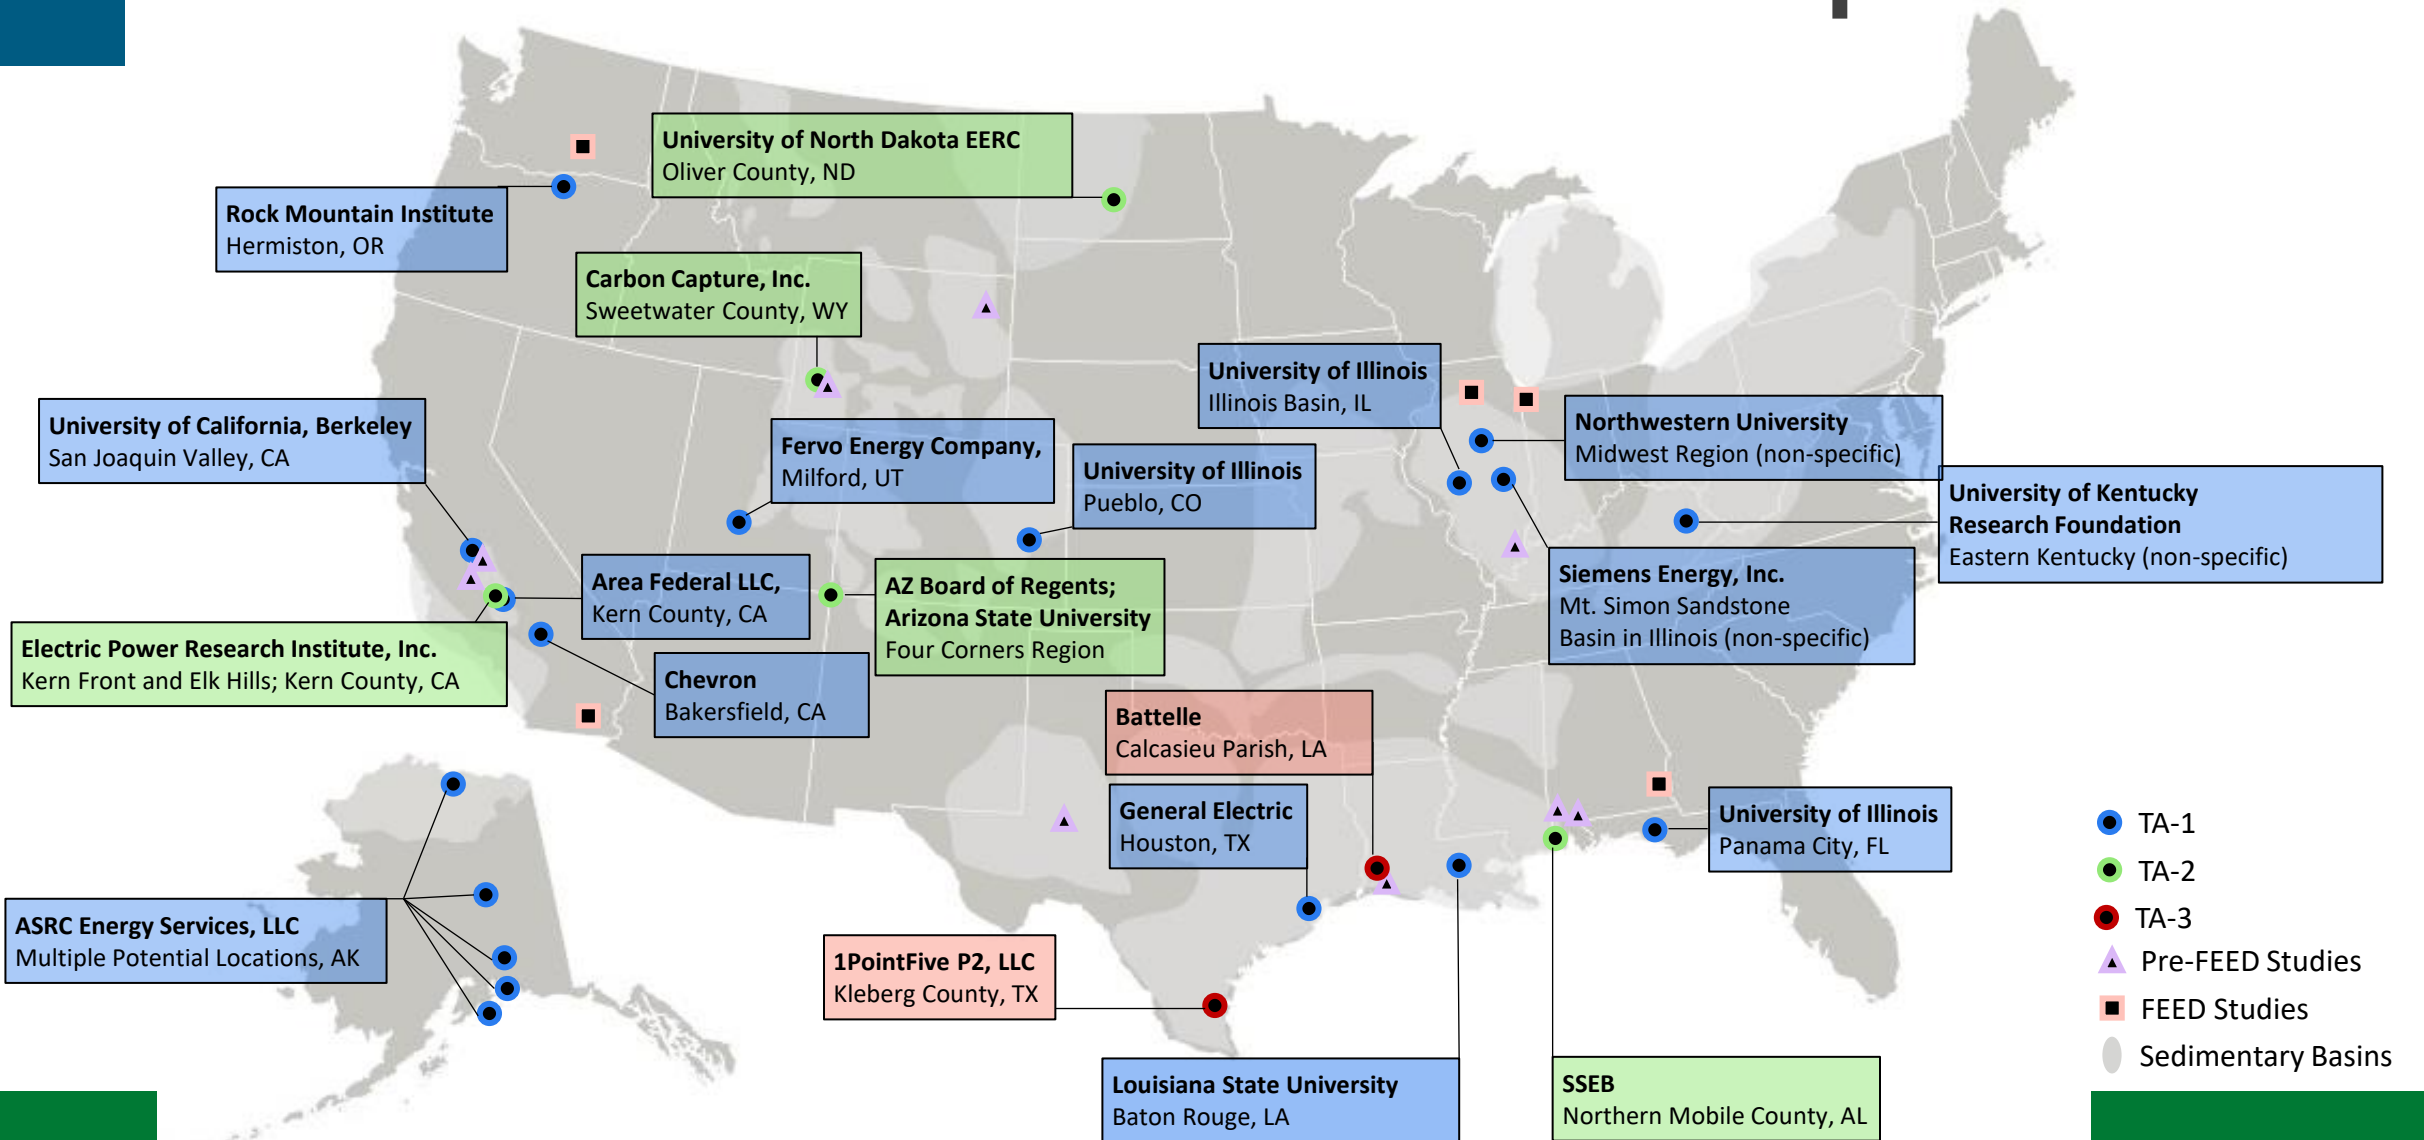 University of North Dakota EERC
Oliver County, ND
Rock Mountain Institute
Hermiston, OR
Carbon Capture, Inc.
Sweetwater County, WY
University of Illinois
Illinois Basin, IL
University of California, Berkeley
San Joaquin Valley, CA
Fervo Energy Company,
Milford, UT
University of Illinois
Pueblo, CO
Northwestern University
Midwest Region (non-specific)
University of Kentucky
Research Foundation
Eastern Kentucky (non-specific)
Area Federal LLC,
Kern County, CA
AZ Board of Regents;
Arizona State University
Four Corners Region
Siemens Energy, Inc.
Mt. Simon Sandstone
Basin in Illinois (non-specific)
Electric Power Research Institute, Inc.
Kern Front and Elk Hills; Kern County, CA
Chevron
Bakersfield, CA
Battelle
Calcasieu Parish, LA
General Electric
Houston, TX
University of Illinois
Panama City, FL
ASRC Energy Services, LLC
Multiple Potential Locations, AK
1PointFive P2, LLC
Kleberg County, TX
Louisiana State University
Baton Rouge, LA
SSEB
Northern Mobile County, AL
TA-1
TA-2
TA-3
Pre-FEED Studies
FEED Studies
Sedimentary Basins